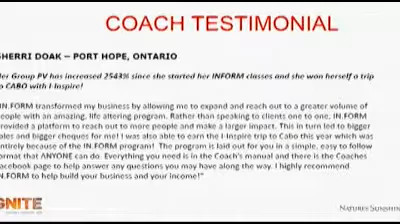 COACH TESTIMONIAL
SHERRI DOAK – PORT HOPE, ONTARIO
Her Group PV has increased 2543% since she started her INFORM classes and she won herself a trip
to CABO with I-Inspire!
IN.FORM transformed my business by allowing me to expand and reach out to a greater volume of
people with an amazing, life altering program. Rather than speaking to clients one to one, IN.FORM
provided a platform to reach out to more people and make a larger impact. This in turn led to bigger
sales and bigger cheques for me! I was also able to earn the I-Inspire trip to Cabo this year which was
entirely because of the IN.FORM program! The program is laid out for you in a simple, easy to follow
format that ANYONE can do. Everything you need is in the Coach's manual and there is the Coaches
Facebook page to help answer any questions you may have along the way. I highly recommend
IN.FORM to help build your business and your income!"
GNITE
NATURE'S SUNSHINE